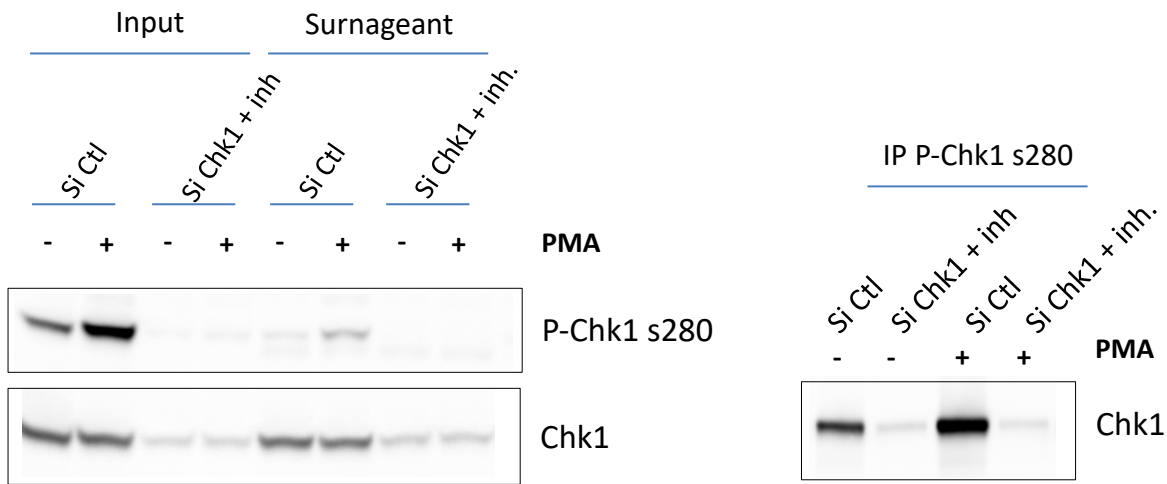 Input Surnageant
Si Ctl Si Chk1 + inh Si Ctl Si Chk1 + inh.
- + - + - + - + PMA
P-Chk1 s280
Chk1
IP P-Chk1 s280
Si Ctl Si Chk1 + inh Si Ctl Si Chk1 + inh.
- - + + PMA
Chk1